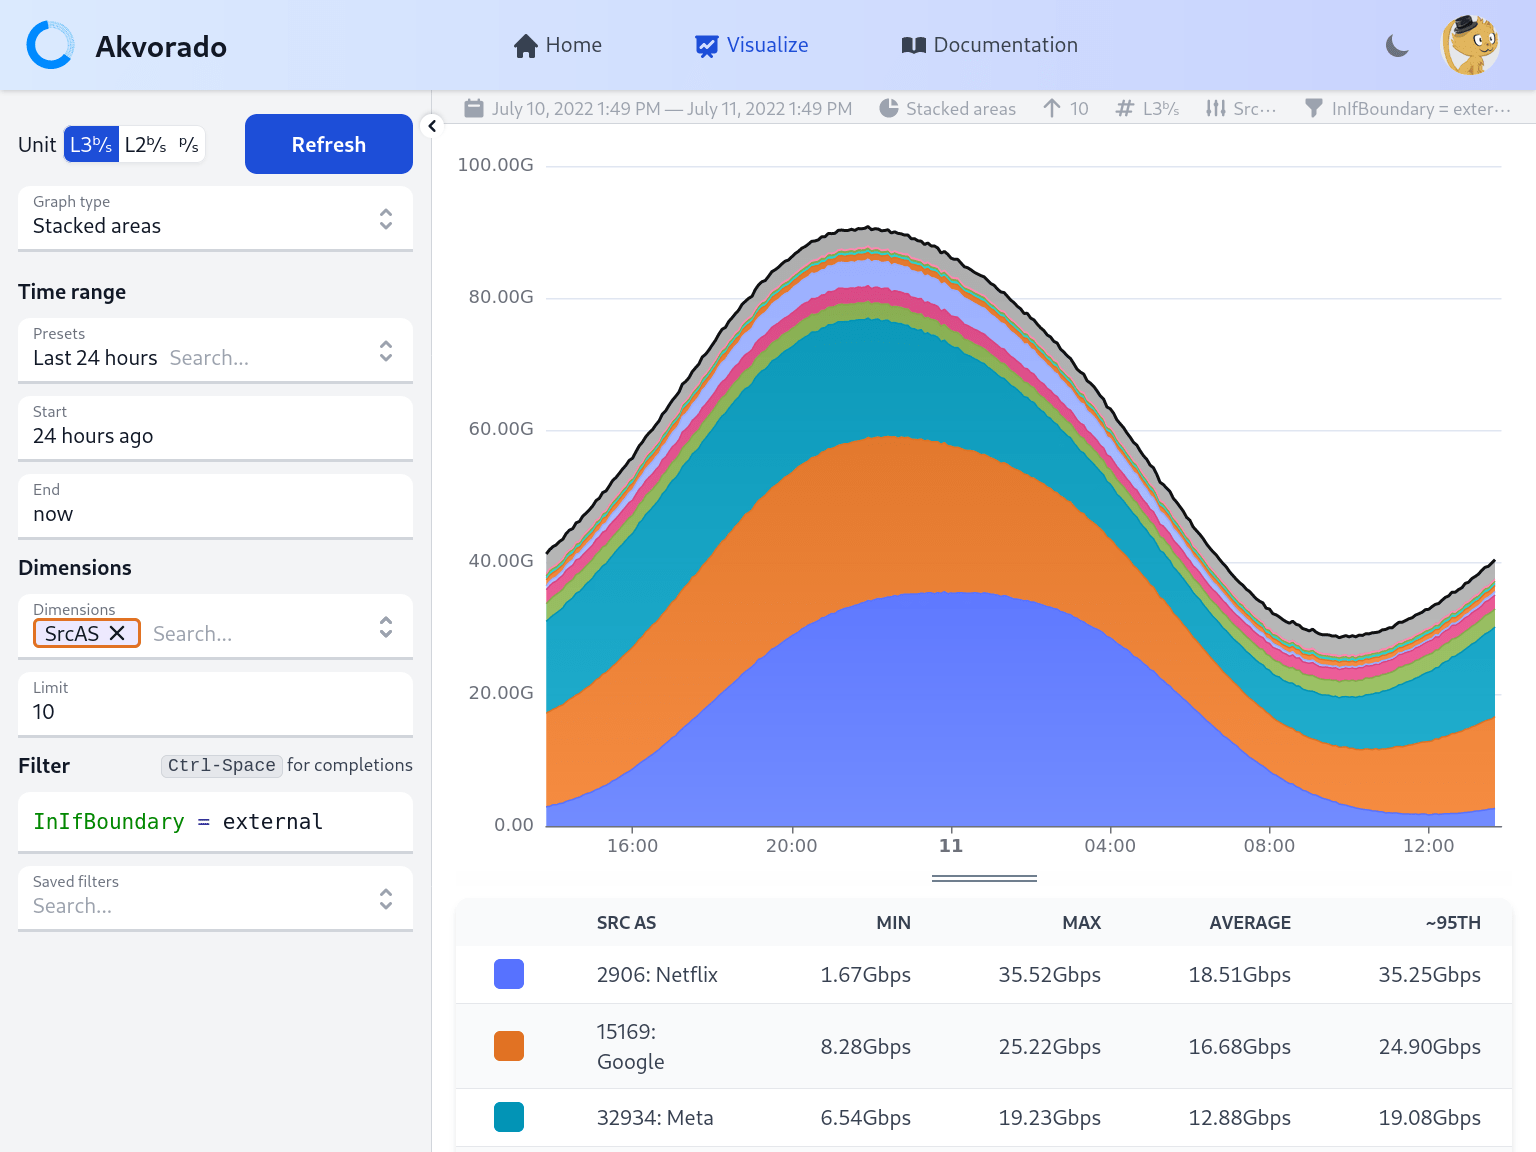 Akvorado
Home
Visualize
Documentation
July 10, 2022 1:49 PM — July 11, 2022 1:49 PM
Stacked areas
10
L3ᵇ/s
Src···
InIfBoundary = exter···
Unit
L3ᵇ/s
L2ᵇ/s
ᵖ/s
Refresh
Graph type
Stacked areas
Time range
Presets
Last 24 hours Search...
Start
24 hours ago
End
now
Dimensions
Dimensions
SrcAS Search...
Limit
10
Filter
Ctrl-Space for completions
InIfBoundary = external
Saved filters
Search...
100.00G
80.00G
60.00G
40.00G
20.00G
0.00
16:00
20:00
11
04:00
08:00
12:00
SRC AS MIN MAX AVERAGE ~95TH
2906: Netflix 1.67Gbps 35.52Gbps 18.51Gbps 35.25Gbps
15169:
Google 8.28Gbps 25.22Gbps 16.68Gbps 24.90Gbps
32934: Meta 6.54Gbps 19.23Gbps 12.88Gbps 19.08Gbps